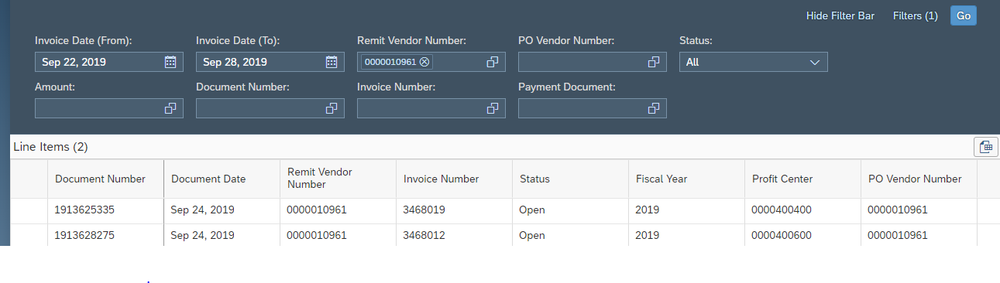 Hide Filter Bar Filters (1) Go
Invoice Date (From): Invoice Date (To): Remit Vendor Number: PO Vendor Number: Status:
Sep 22, 2019 Sep 28, 2019 0000010961 All
Amount: Document Number: Invoice Number: Payment Document:
Line Items (2)
Document Number Document Date Remit Vendor Number Invoice Number Status Fiscal Year Profit Center PO Vendor Number
1913625335 Sep 24, 2019 0000010961 3468019 Open 2019 0000400400 0000010961
1913628275 Sep 24, 2019 0000010961 3468012 Open 2019 0000400600 0000010961